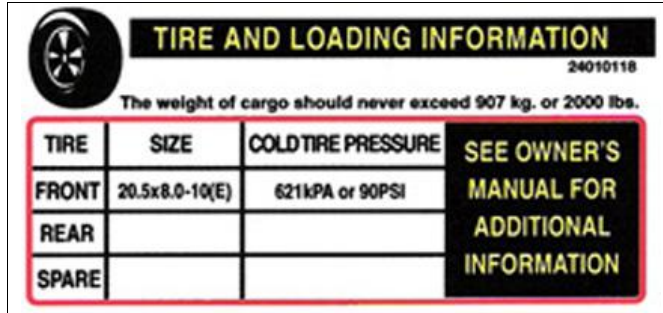 TIRE AND LOADING INFORMATION
24010118
The weight of cargo should never exceed 907 kg. or 2000 lbs.
TIRE SIZE COLD TIRE PRESSURE
FRONT 20.5x8.0-10(E) 621kPA or 90PSI
REAR
SPARE
SEE OWNER'S
MANUAL FOR
ADDITIONAL
INFORMATION